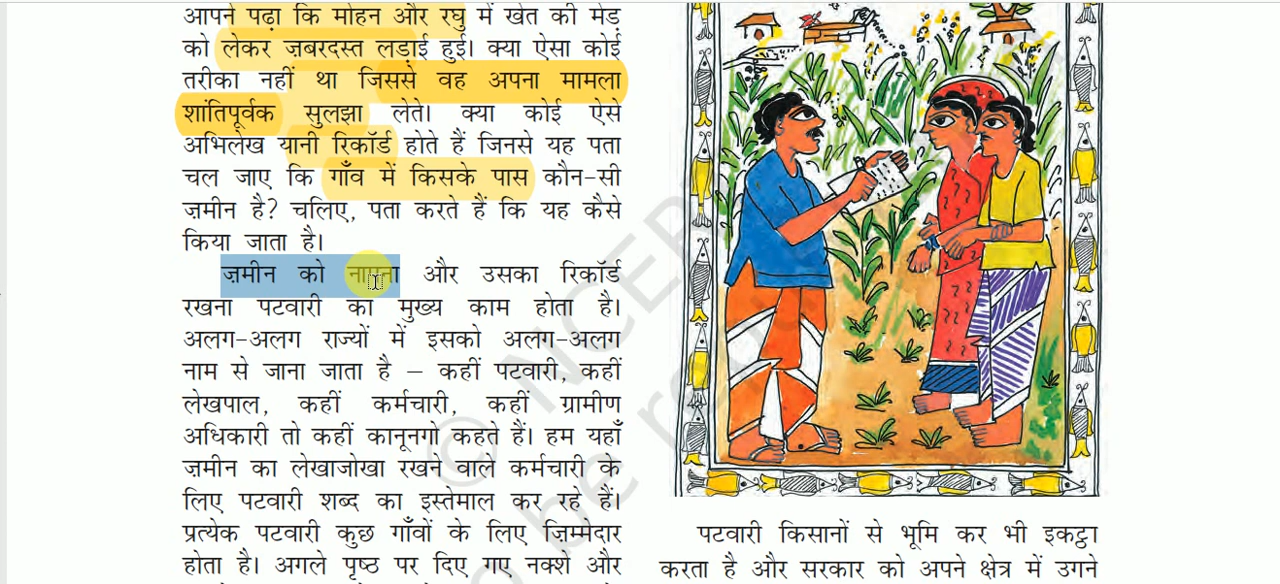 आपने पढ़ा कि मोहन और रघु में खेत की मेड़
को लेकर ज़बरदस्त लड़ाई हुई। क्या ऐसा कोई
तरीका नहीं था जिससे वह अपना मामला
शांतिपूर्वक सुलझा लेते। क्या कोई ऐसे
अभिलेख यानी रिकॉर्ड होते हैं जिनसे यह पता
चल जाए कि गाँव में किसके पास कौन-सी
ज़मीन है? चलिए, पता करते हैं कि यह कैसे
किया जाता है।
ज़मीन को नापना और उसका रिकॉर्ड
रखना पटवारी का मुख्य काम होता है।
अलग-अलग राज्यों में इसको अलग-अलग
नाम से जाना जाता है – कहीं पटवारी, कहीं
लेखपाल, कहीं कर्मचारी, कहीं ग्रामीण
अधिकारी तो कहीं कानूनगो कहते हैं। हम यहाँ
ज़मीन का लेखाजोखा रखने वाले कर्मचारी के
लिए पटवारी शब्द का इस्तेमाल कर रहे हैं।
प्रत्येक पटवारी कुछ गाँवों के लिए ज़िम्मेदार
होता है। अगले पृष्ठ पर दिए गए नक्शे और
पटवारी किसानों से भूमि कर भी इकट्ठा
करता है और सरकार को अपने क्षेत्र में उगने